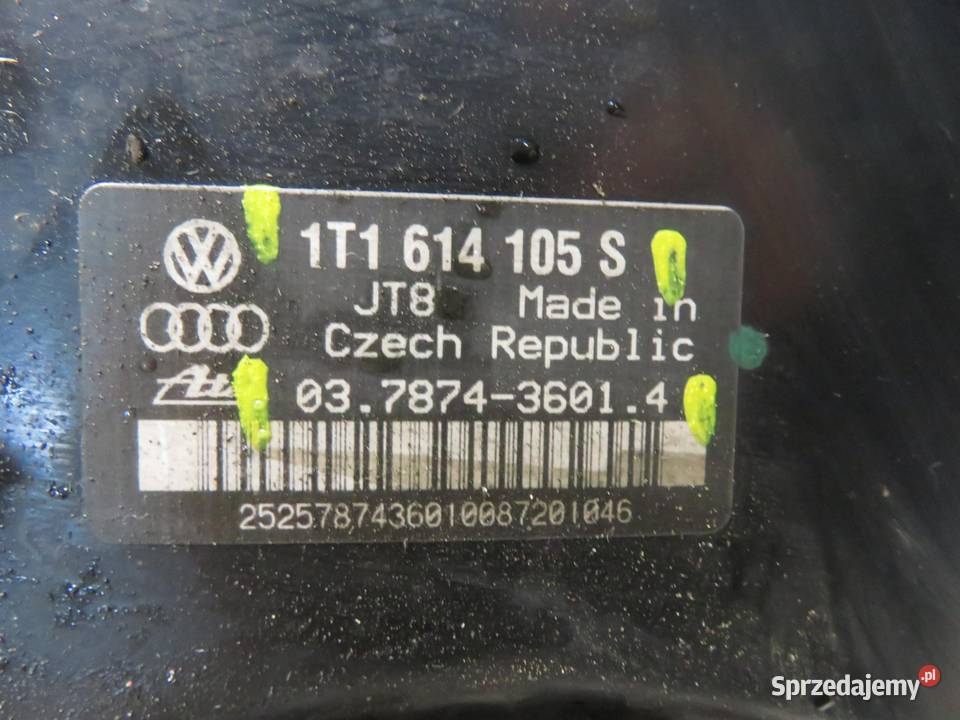 1T1 614 105 S
JT8 Made in
Czech Republic
03.7874-3601.4
2525787436010087201046
Sprzedajemy.pl